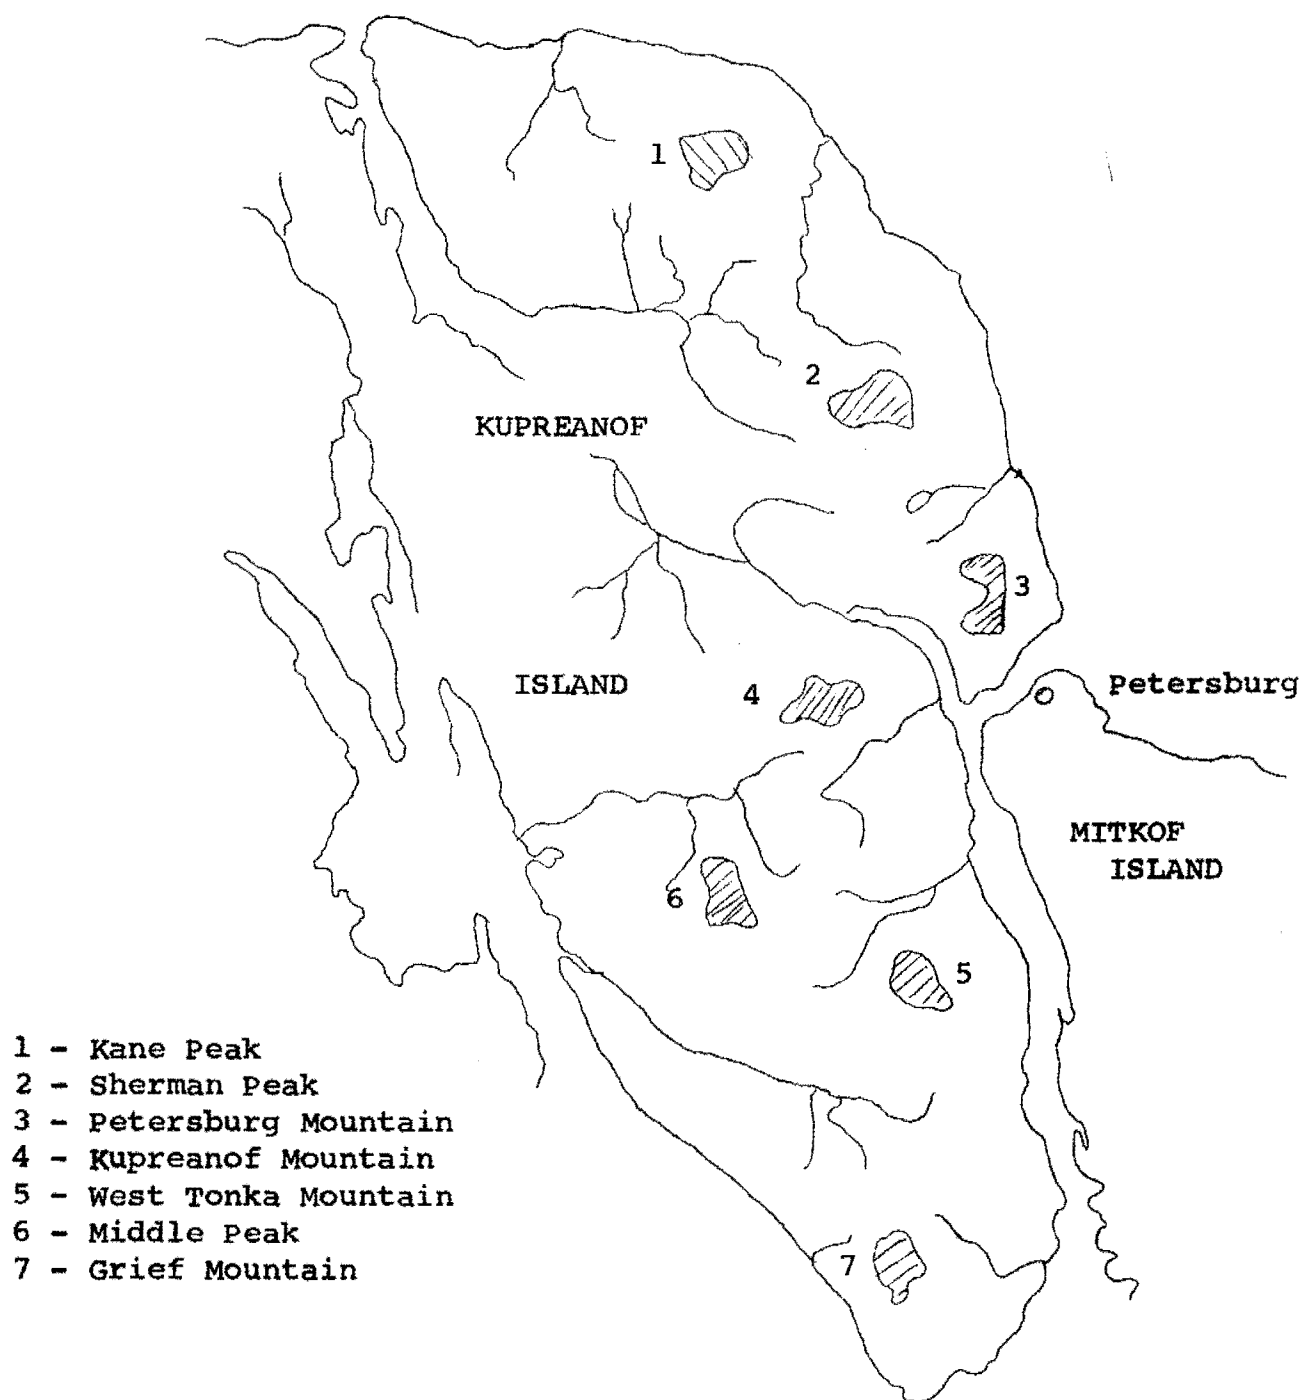 1
2
KUPREANOF
3
ISLAND
4
Petersburg
MITKOF
ISLAND
6
5
1 - Kane Peak
2 - Sherman Peak
3 - Petersburg Mountain
4 - Kupreanof Mountain
5 - West Tonka Mountain
6 - Middle Peak
7 - Grief Mountain
7